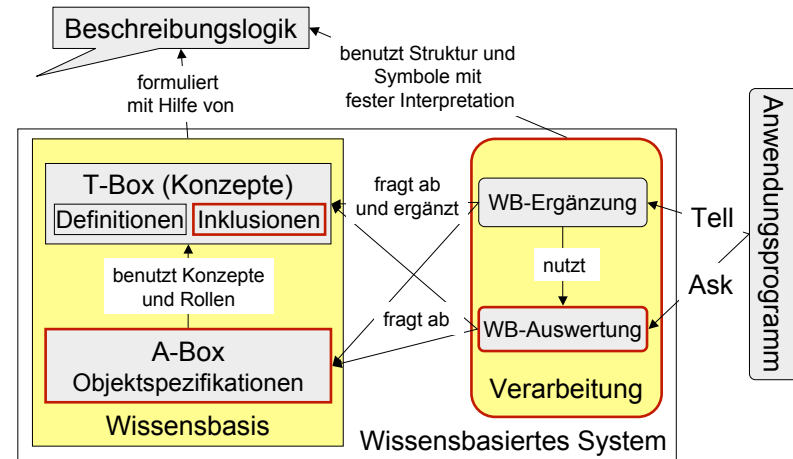 Beschreibungslogik
benutzt Struktur und
Symbole mit
fester Interpretation
formuliert
mit Hilfe von
Anwendungsprogramm
T-Box (Konzepte)
Definitionen
Inklusionen
fragt ab
und ergänzt
WB-Ergänzung
Tell
benutzt Konzepte
und Rollen
nutzt
Ask
fragt ab
WB-Auswertung
A-Box
Objektspezifikationen
Verarbeitung
Wissensbasis
Wissensbasiertes System